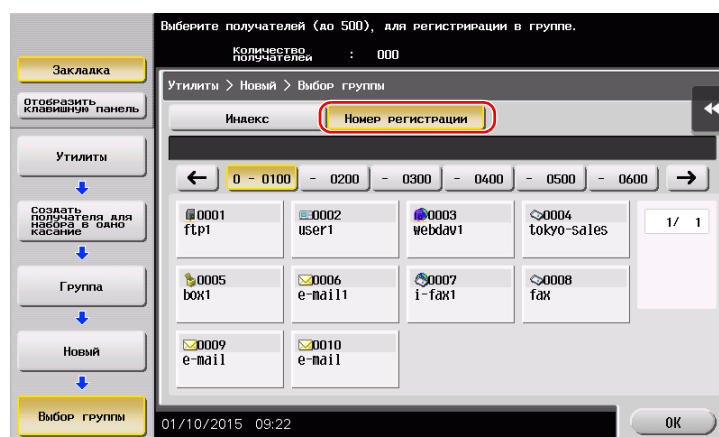 Выберите получателей (до 500), для регистрирации в группе.
Количество получателей : 000
Закладка
Отобразить клавишную панель
Утилиты
Создать получателя для набора в одно касание
Группа
Новый
Выбор группы
Утилиты > Новый > Выбор группы
Индекс
Номер регистрации
← 0 - 0100 - 0200 - 0300 - 0400 - 0500 - 0600 →
0001 0002 0003 0004
ftp1 user1 webdav1 tokyo-sales
1/ 1
0005 0006 0007 0008
box1 e-mail1 i-fax1 fax
0009 0010
e-mail e-mail
01/10/2015 09:22
OK